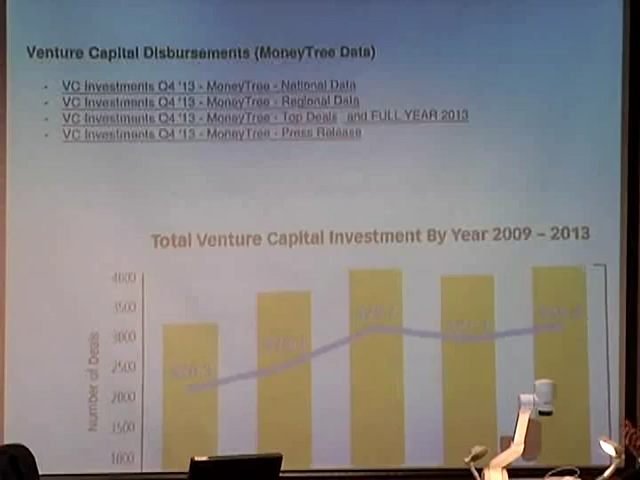 Venture Capital Disbursements (MoneyTree Data)
- VC Investments Q4 '13 - MoneyTree - National Data
- VC Investments Q4 '13 - MoneyTree - Regional Data
- VC Investments Q4 '13 - MoneyTree - Top Deals and FULL YEAR 2013
- VC Investments Q4 '13 - MoneyTree - Press Release
Total Venture Capital Investment By Year 2009 – 2013
4000
3500
3000
2500
2000
1500
1000
Number of Deals